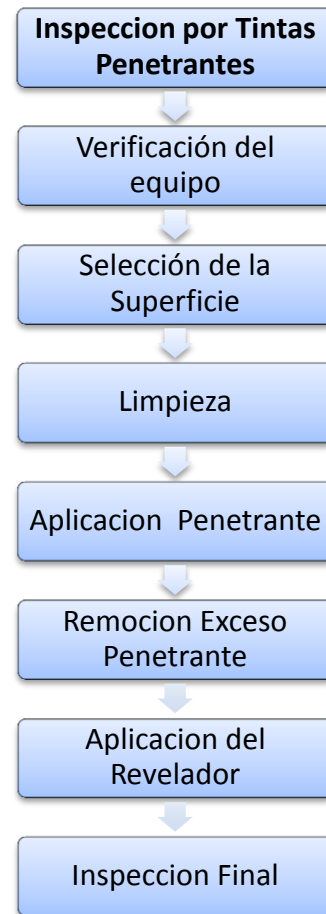 Inspeccion por Tintas
Penetrantes
Verificación del
equipo
Selección de la
Superficie
Limpieza
Aplicacion Penetrante
Remocion Exceso
Penetrante
Aplicacion del
Revelador
Inspeccion Final